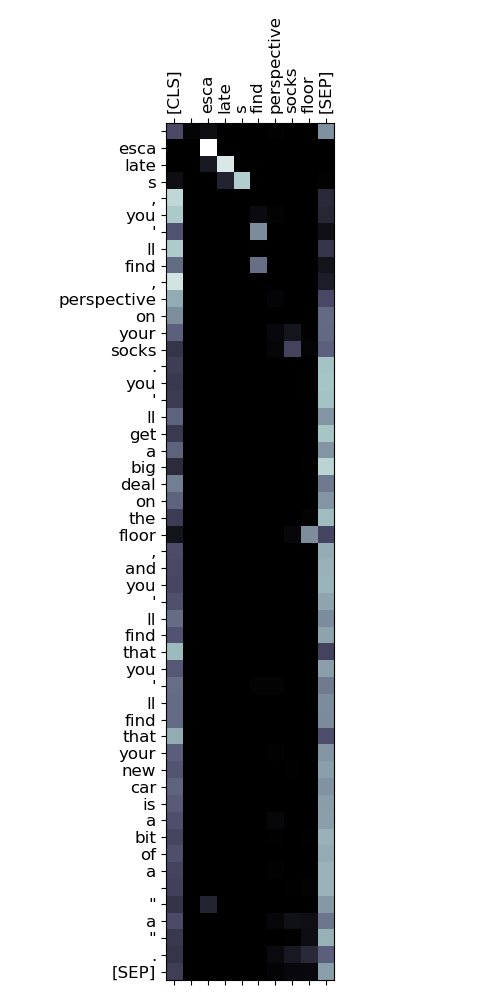 [CLS] esca late s find perspective socks floor [SEP]
esca
late
s
,
you
'
ll
find
,
perspective
on
your
socks
.
you
'
ll
get
a
big
deal
on
the
floor
,
and
you
'
ll
find
that
you
'
ll
find
that
your
new
car
is
a
bit
of
a
"
a
"
.
[SEP]